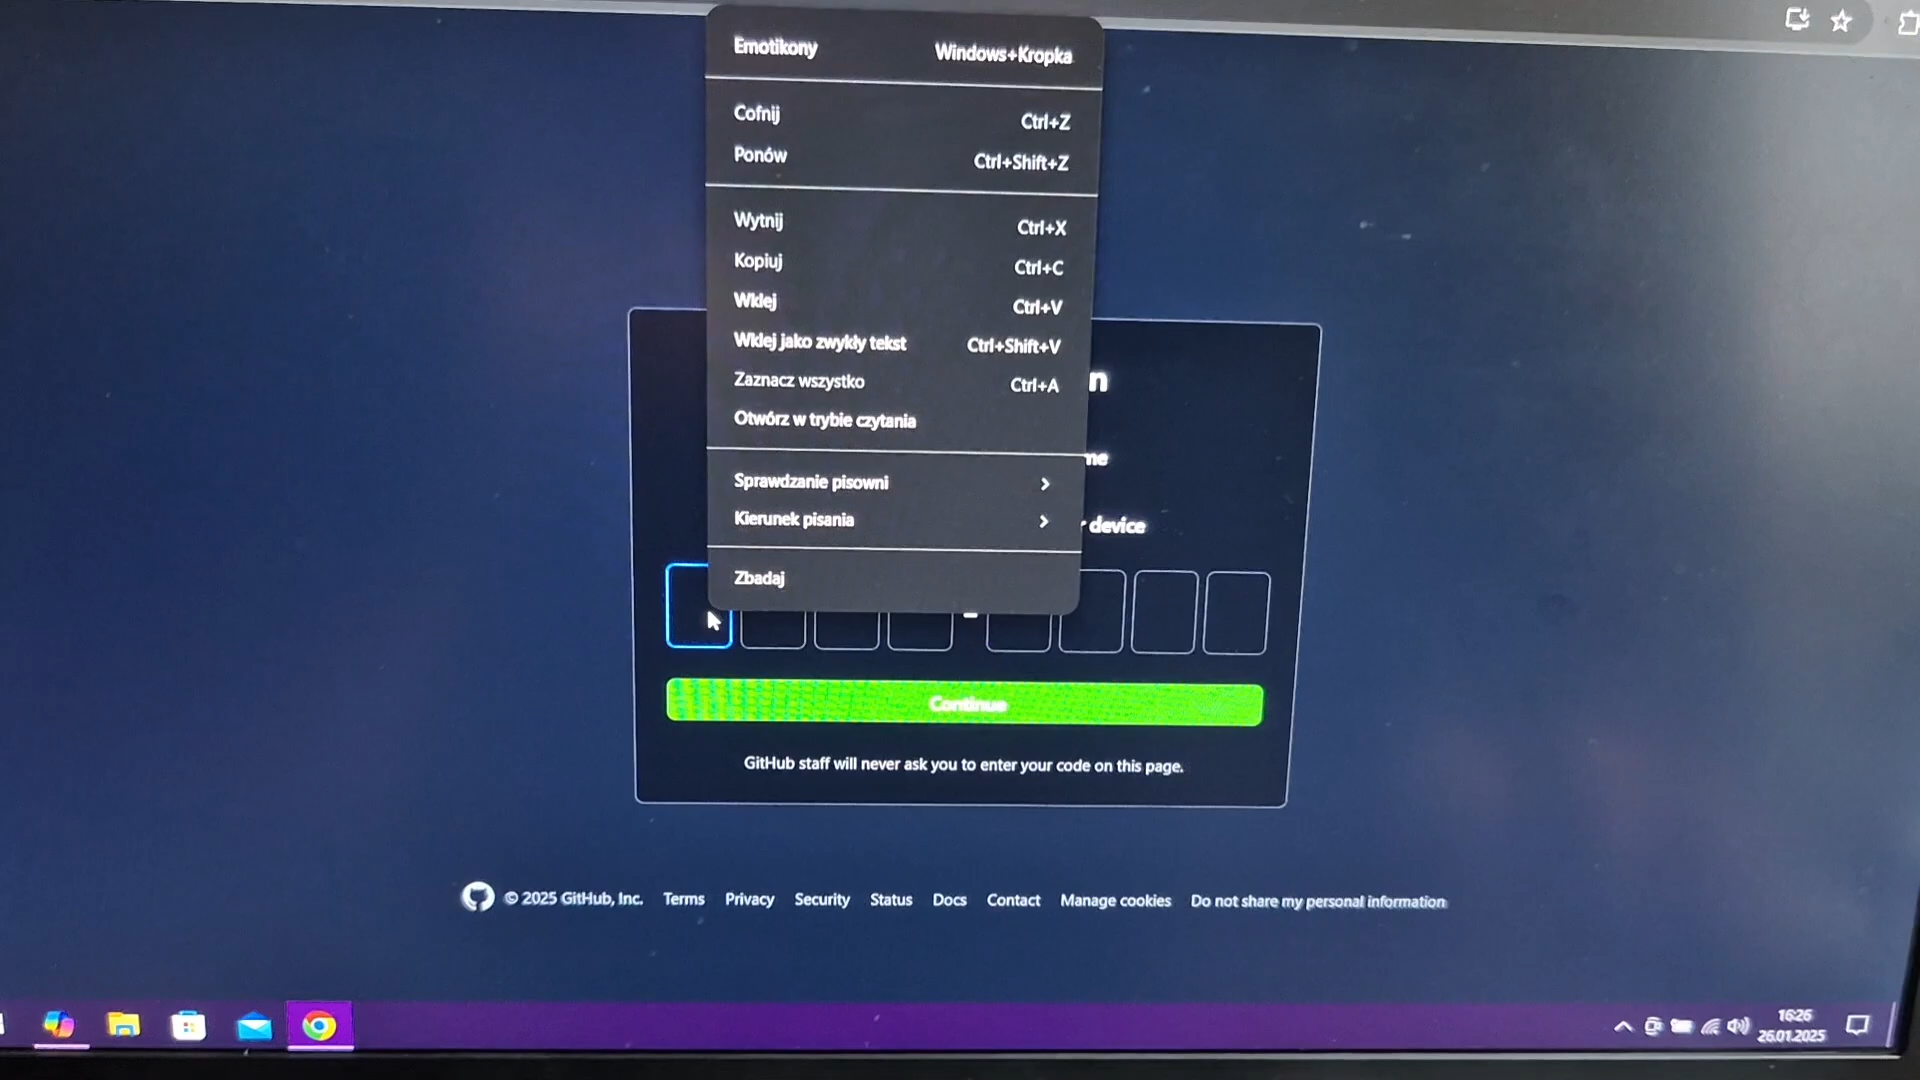 Emotikony Windows+Kropka
Cofnij Ctrl+Z
Ponów Ctrl+Shift+Z
Wytnij Ctrl+X
Kopiuj Ctrl+C
Wklej Ctrl+V
Wklej jako zwykły tekst Ctrl+Shift+V
Zaznacz wszystko Ctrl+A
n
Otwórz w trybie czytania
me
Sprawdzanie pisowni
Kierunek pisania
device
Zbadaj
-
Continue
GitHub staff will never ask you to enter your code on this page.
© 2025 GitHub, Inc. Terms Privacy Security Status Docs Contact Manage cookies Do not share my personal information
16:26
26.01.2025